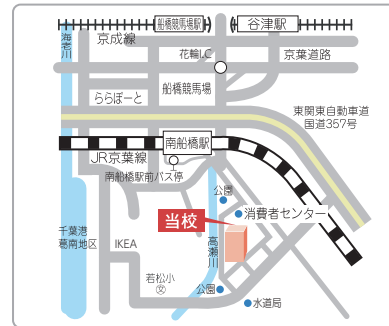 船橋競馬場駅
谷津駅
京成線
海老川
花輪I.C
京葉道路
ららぽーと
船橋競馬場
東関東自動車道
国道357号
南船橋駅
JR京葉線
南船橋駅前バス停
公園
当校
消費者センター
千葉港
葛南地区
IKEA
高瀬川
若松小
文
公園
水道局